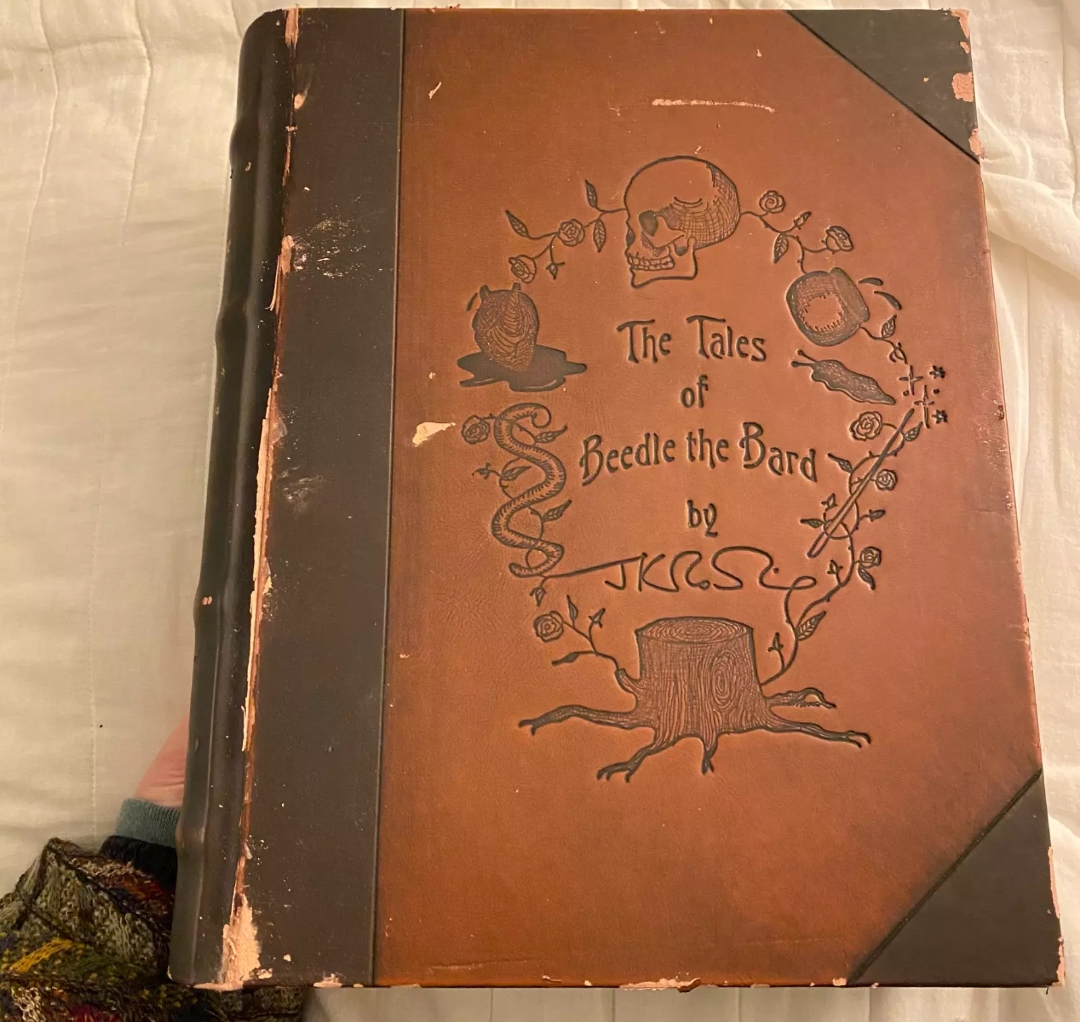 The Tales
of
Beedle the Bard
by